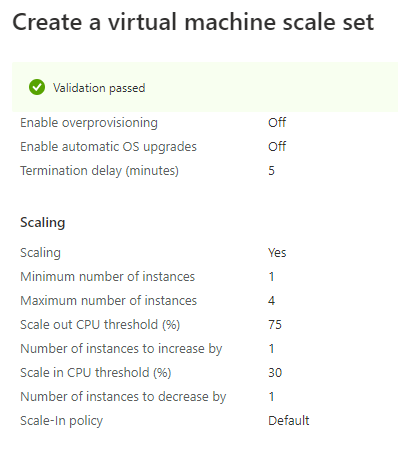 Create a virtual machine scale set
Validation passed
Enable overprovisioning Off
Enable automatic OS upgrades Off
Termination delay (minutes) 5
Scaling
Scaling Yes
Minimum number of instances 1
Maximum number of instances 4
Scale out CPU threshold (%) 75
Number of instances to increase by 1
Scale in CPU threshold (%) 30
Number of instances to decrease by 1
Scale-In policy Default